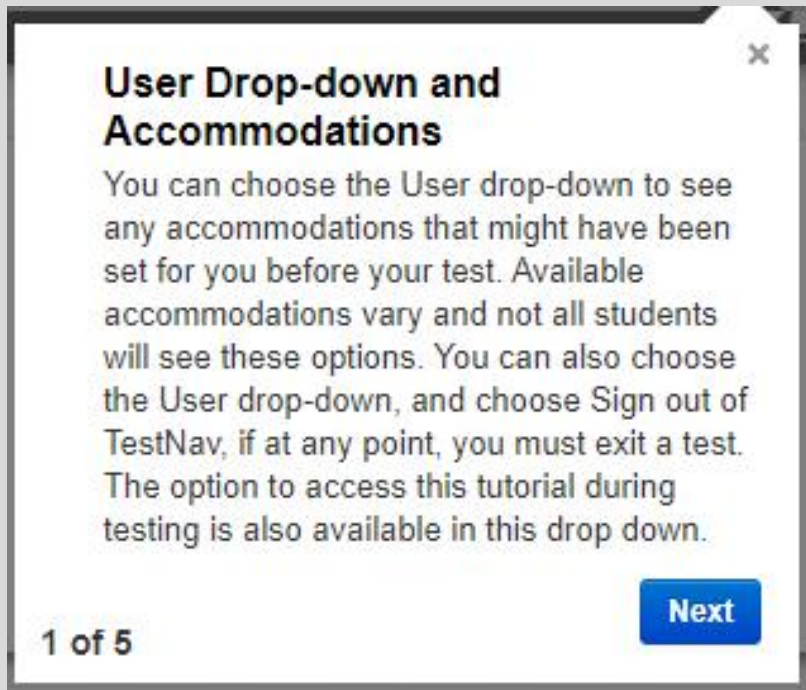 ×
User Drop-down and
Accommodations
You can choose the User drop-down to see
any accommodations that might have been
set for you before your test. Available
accommodations vary and not all students
will see these options. You can also choose
the User drop-down, and choose Sign out of
TestNav, if at any point, you must exit a test.
The option to access this tutorial during
testing is also available in this drop down.
Next
1 of 5